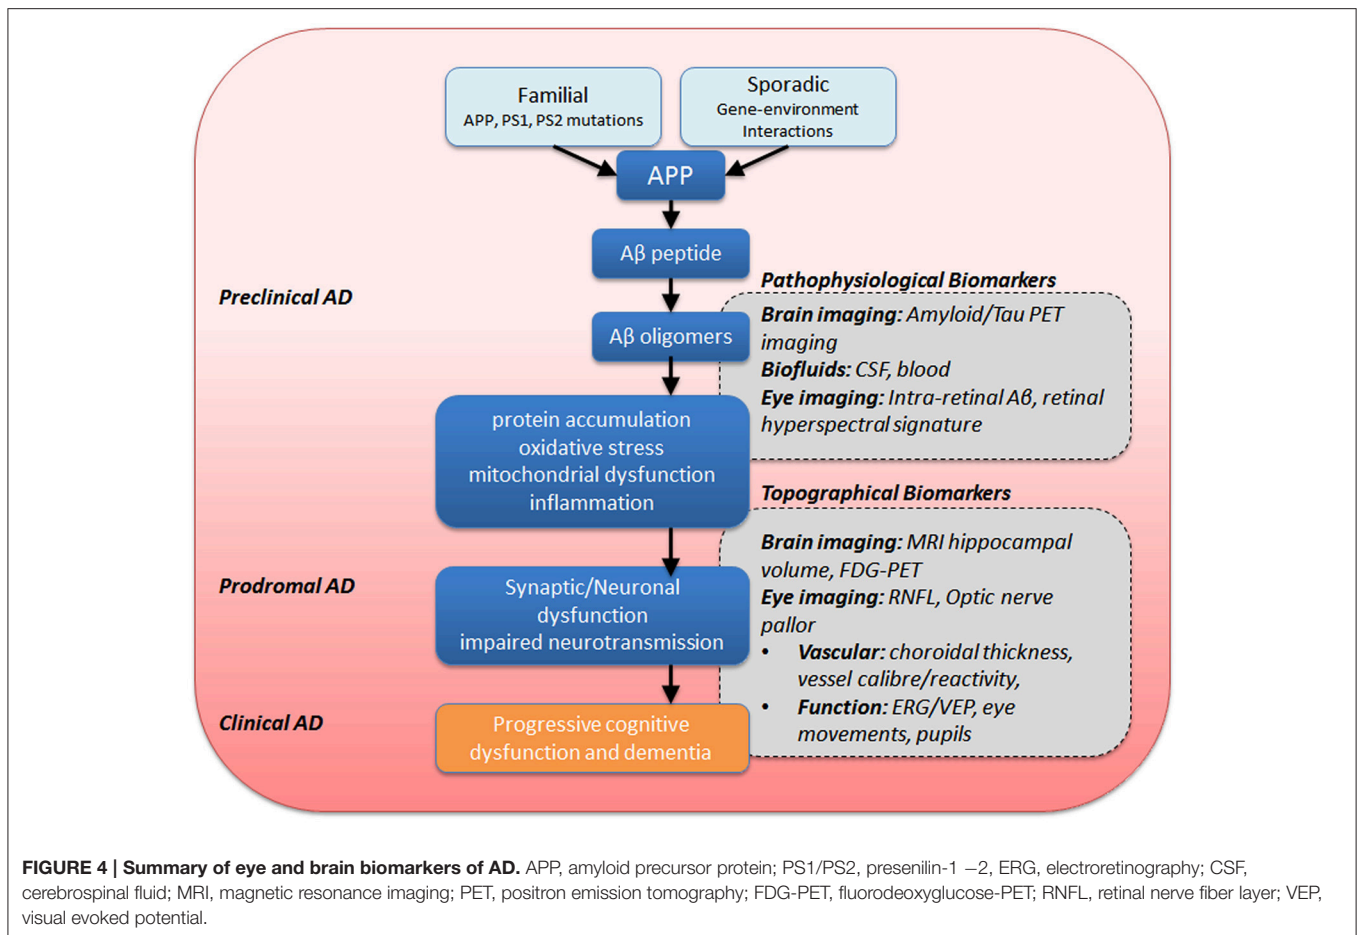 Familial
APP, PS1, PS2 mutations
Sporadic
Gene-environment
Interactions
APP
Aβ peptide
Preclinical AD
Aβ oligomers
Pathophysiological Biomarkers
Brain imaging: Amyloid/Tau PET
imaging
Biofluids: CSF, blood
Eye imaging: Intra-retinal Aβ, retinal
hyperspectral signature
protein accumulation
oxidative stress
mitochondrial dysfunction
inflammation
Topographical Biomarkers
Brain imaging: MRI hippocampal
volume, FDG-PET
Eye imaging: RNFL, Optic nerve
pallor
• Vascular: choroidal thickness,
vessel calibre/reactivity,
• Function: ERG/VEP, eye
movements, pupils
Prodromal AD
Synaptic/Neuronal
dysfunction
impaired neurotransmission
Clinical AD
Progressive cognitive
dysfunction and dementia
FIGURE 4 | Summary of eye and brain biomarkers of AD. APP, amyloid precursor protein; PS1/PS2, presenilin-1 −2, ERG, electroretinography; CSF,
cerebrospinal fluid; MRI, magnetic resonance imaging; PET, positron emission tomography; FDG-PET, fluorodeoxyglucose-PET; RNFL, retinal nerve fiber layer; VEP,
visual evoked potential.